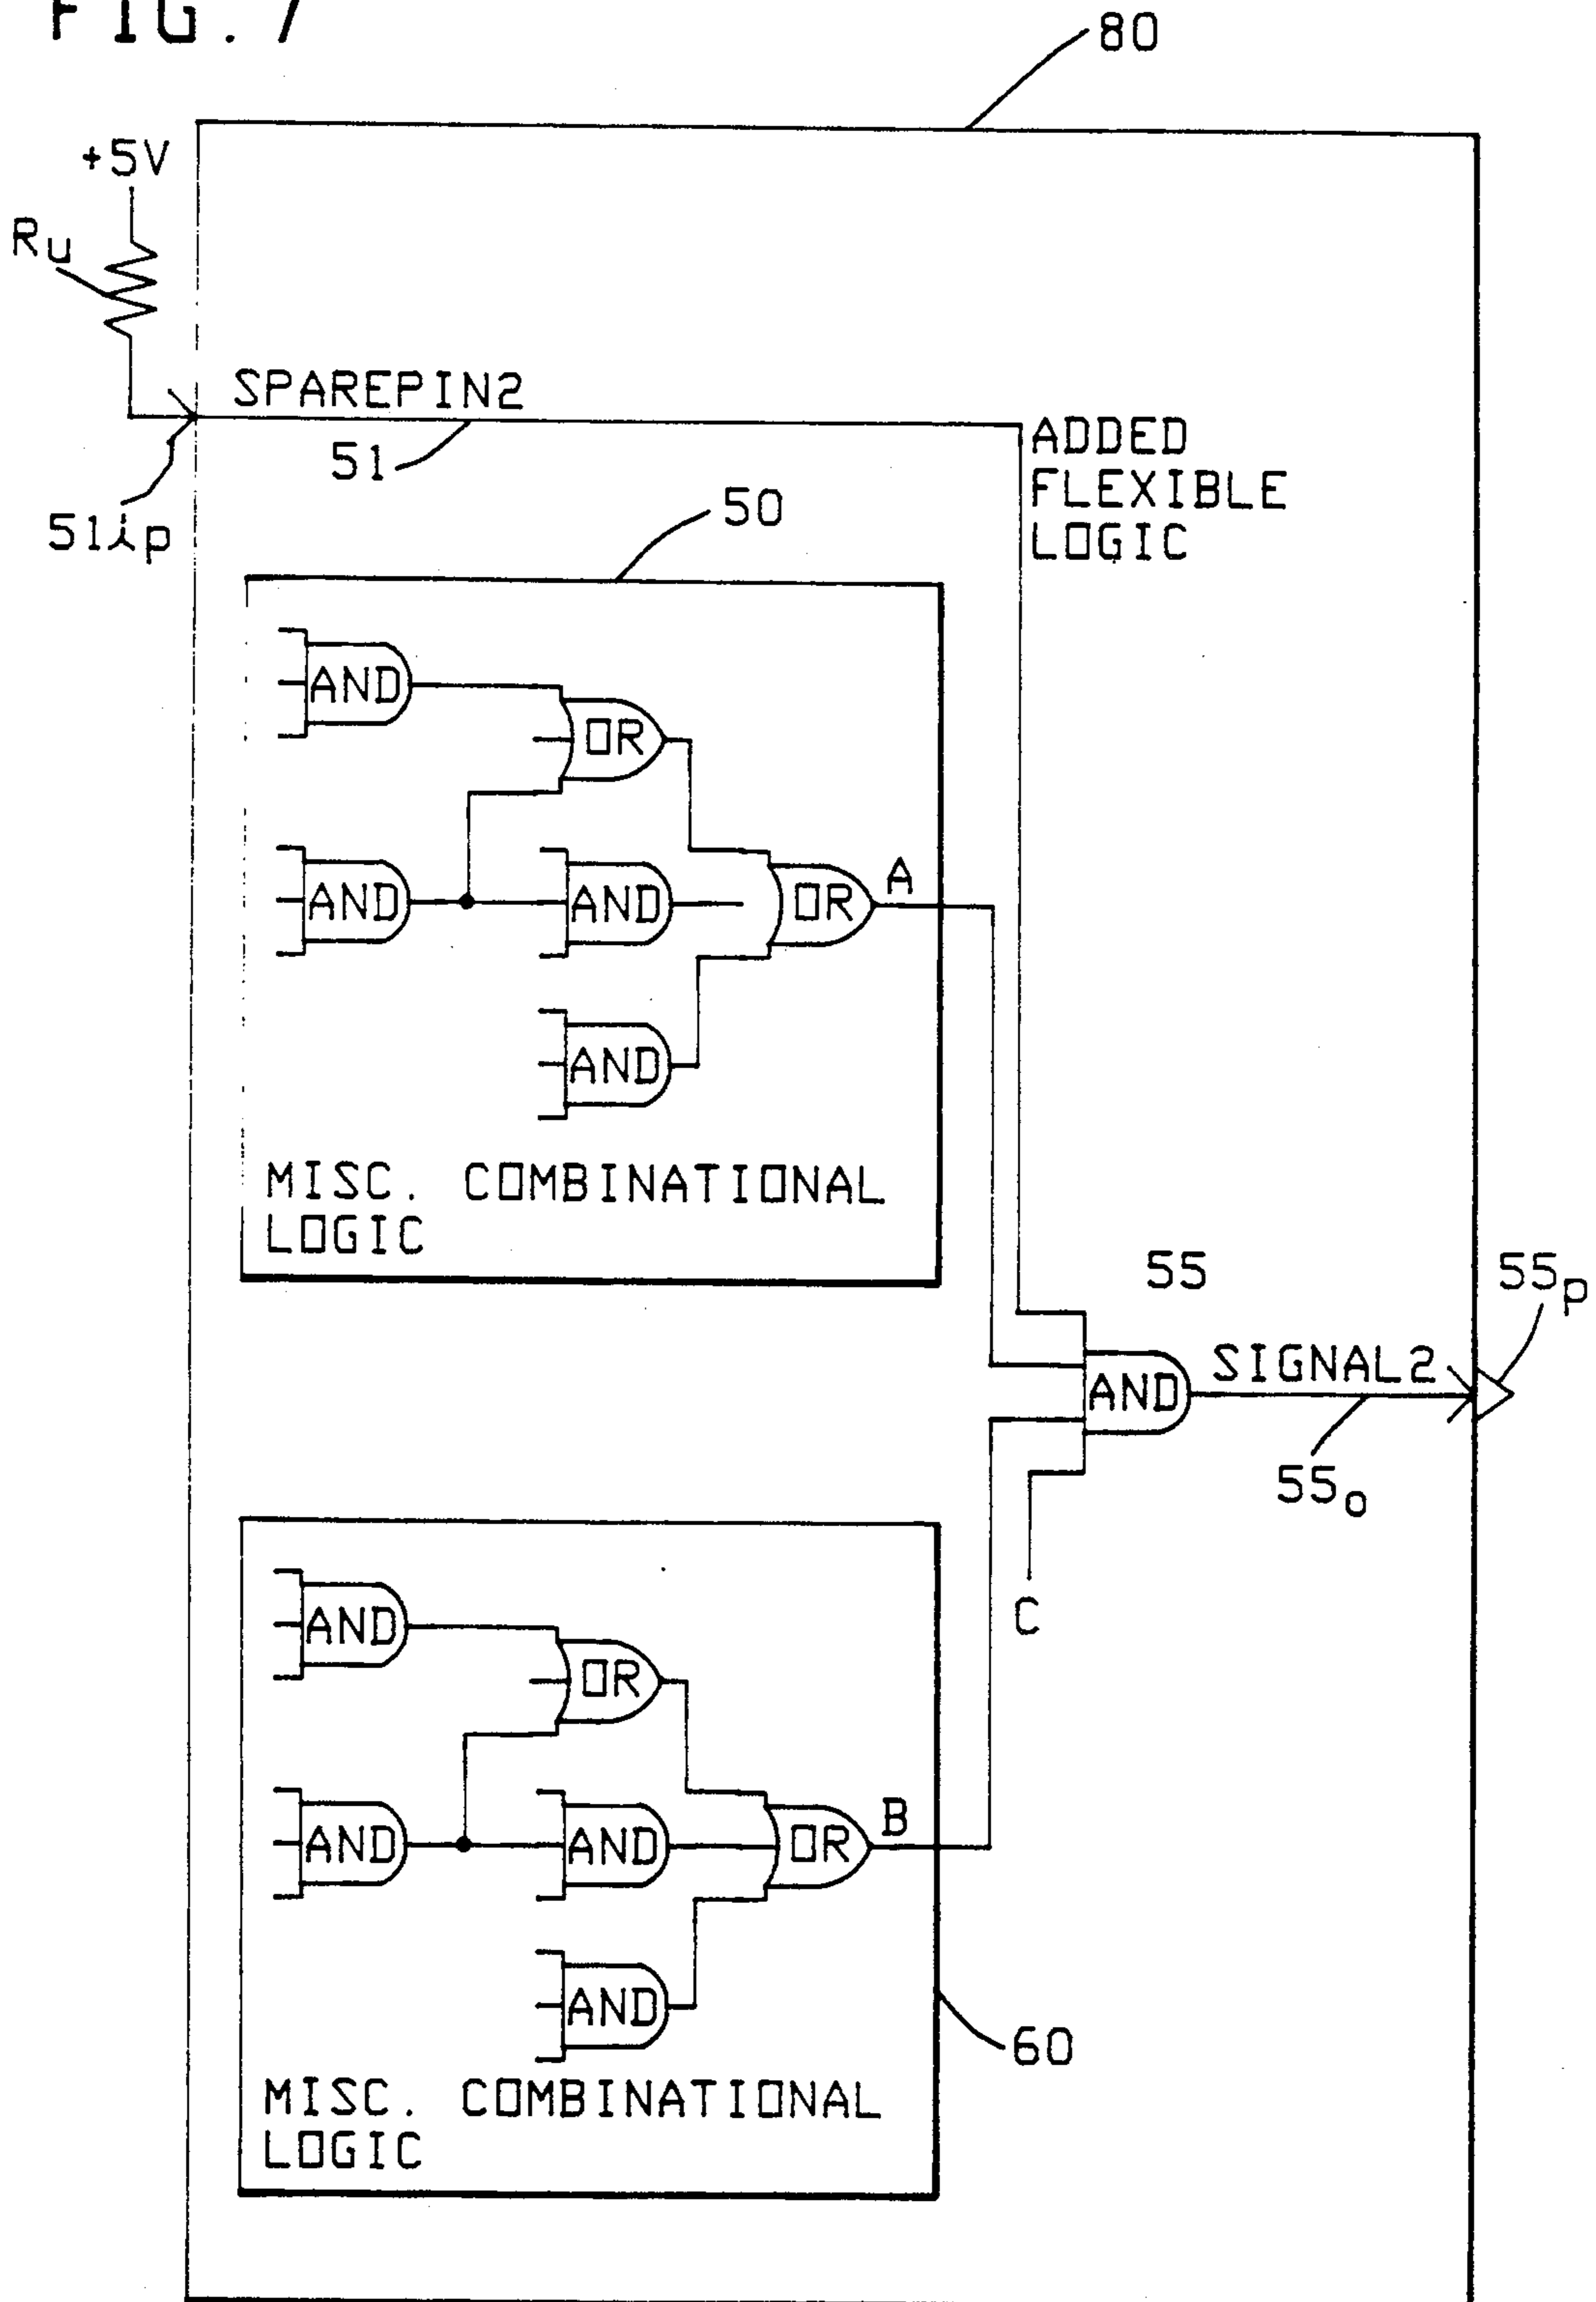 FIG. 7
80
+5V
Ru
SPAREPIN2
51
51ip
ADDED
FLEXIBLE
LOGIC
50
AND
OR
AND
AND
OR
A
AND
MISC. COMBINATIONAL
LOGIC
55
55p
AND
SIGNAL2
55o
C
AND
OR
AND
AND
OR
B
AND
60
MISC. COMBINATIONAL
LOGIC